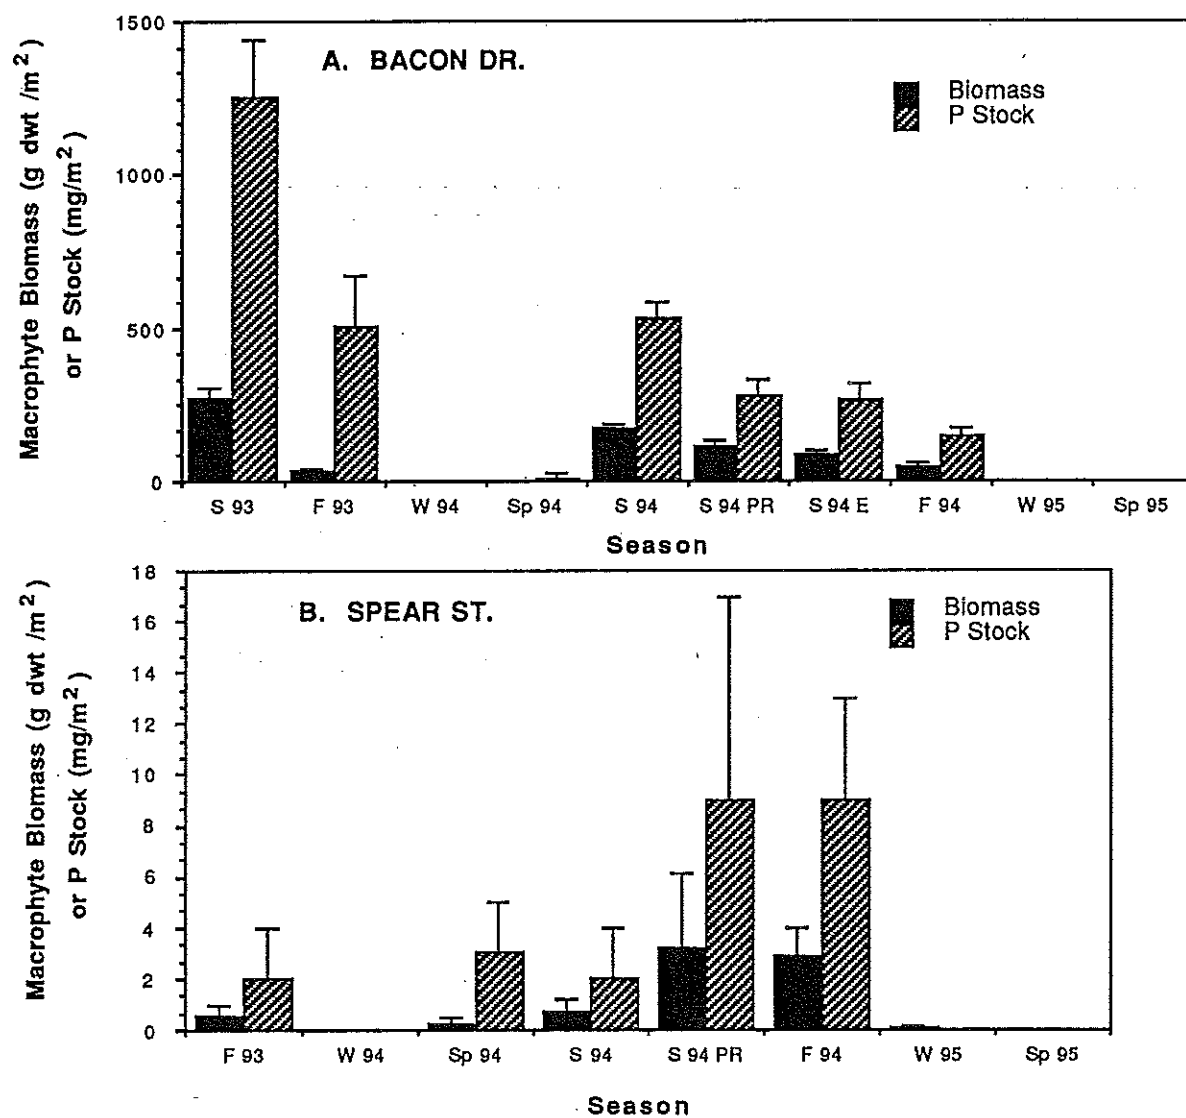 Macrophyte Biomass (g dwt /m2)
or P Stock (mg/m2)
1500
1000
500
0
A. BACON DR.
Biomass
P Stock
S 93 F 93 W 94 Sp 94 S 94 S 94 PR S 94 E F 94 W 95 Sp 95
Season
Macrophyte Biomass (g dwt /m2)
or P Stock (mg/m2)
18
16
14
12
10
8
6
4
2
0
B. SPEAR ST.
Biomass
P Stock
F 93 W 94 Sp 94 S 94 S 94 PR F 94 W 95 Sp 95
Season